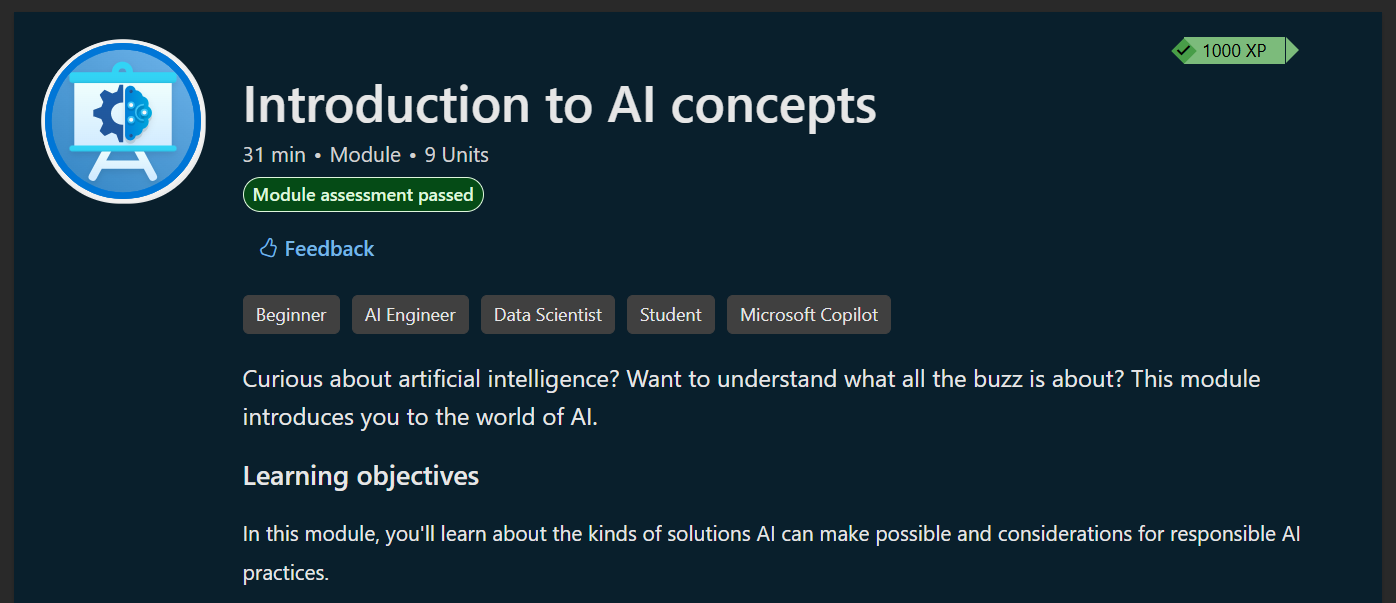 1000 XP
Introduction to AI concepts
31 min • Module • 9 Units
Module assessment passed
Feedback
Beginner AI Engineer Data Scientist Student Microsoft Copilot
Curious about artificial intelligence? Want to understand what all the buzz is about? This module
introduces you to the world of AI.
Learning objectives
In this module, you'll learn about the kinds of solutions AI can make possible and considerations for responsible AI
practices.